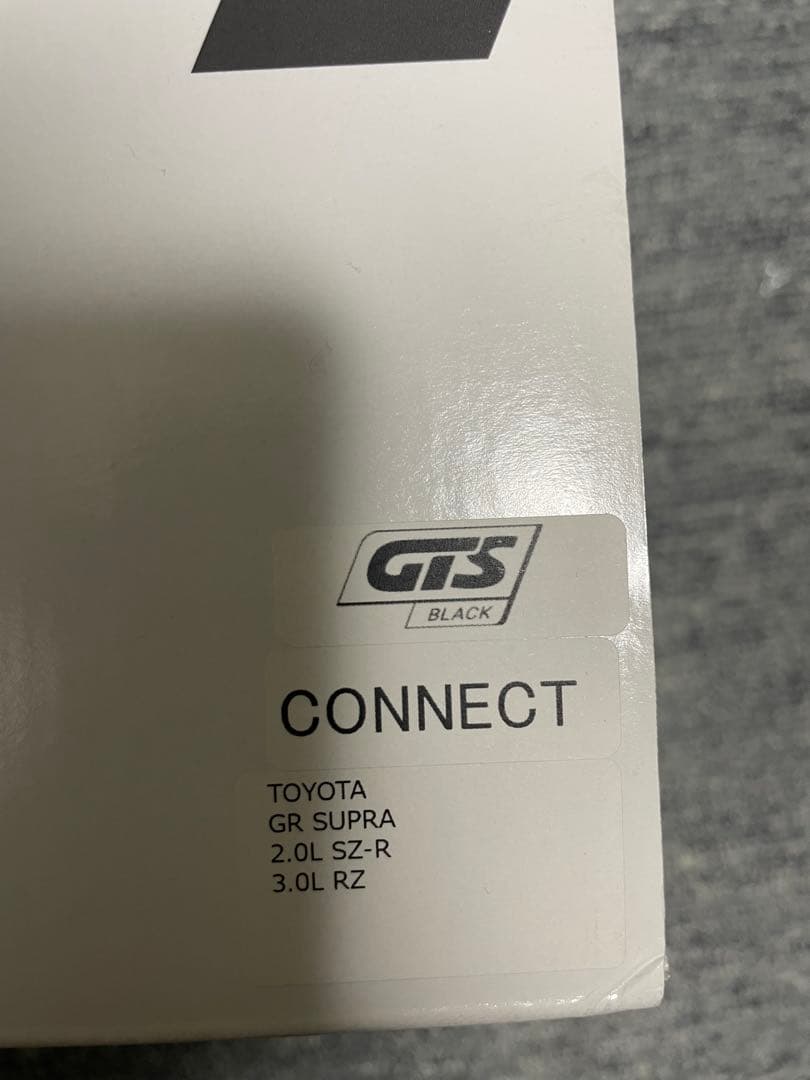 GTS
BLACK
CONNECT
TOYOTA
GR SUPRA
2.0L SZ-R
3.0L RZ